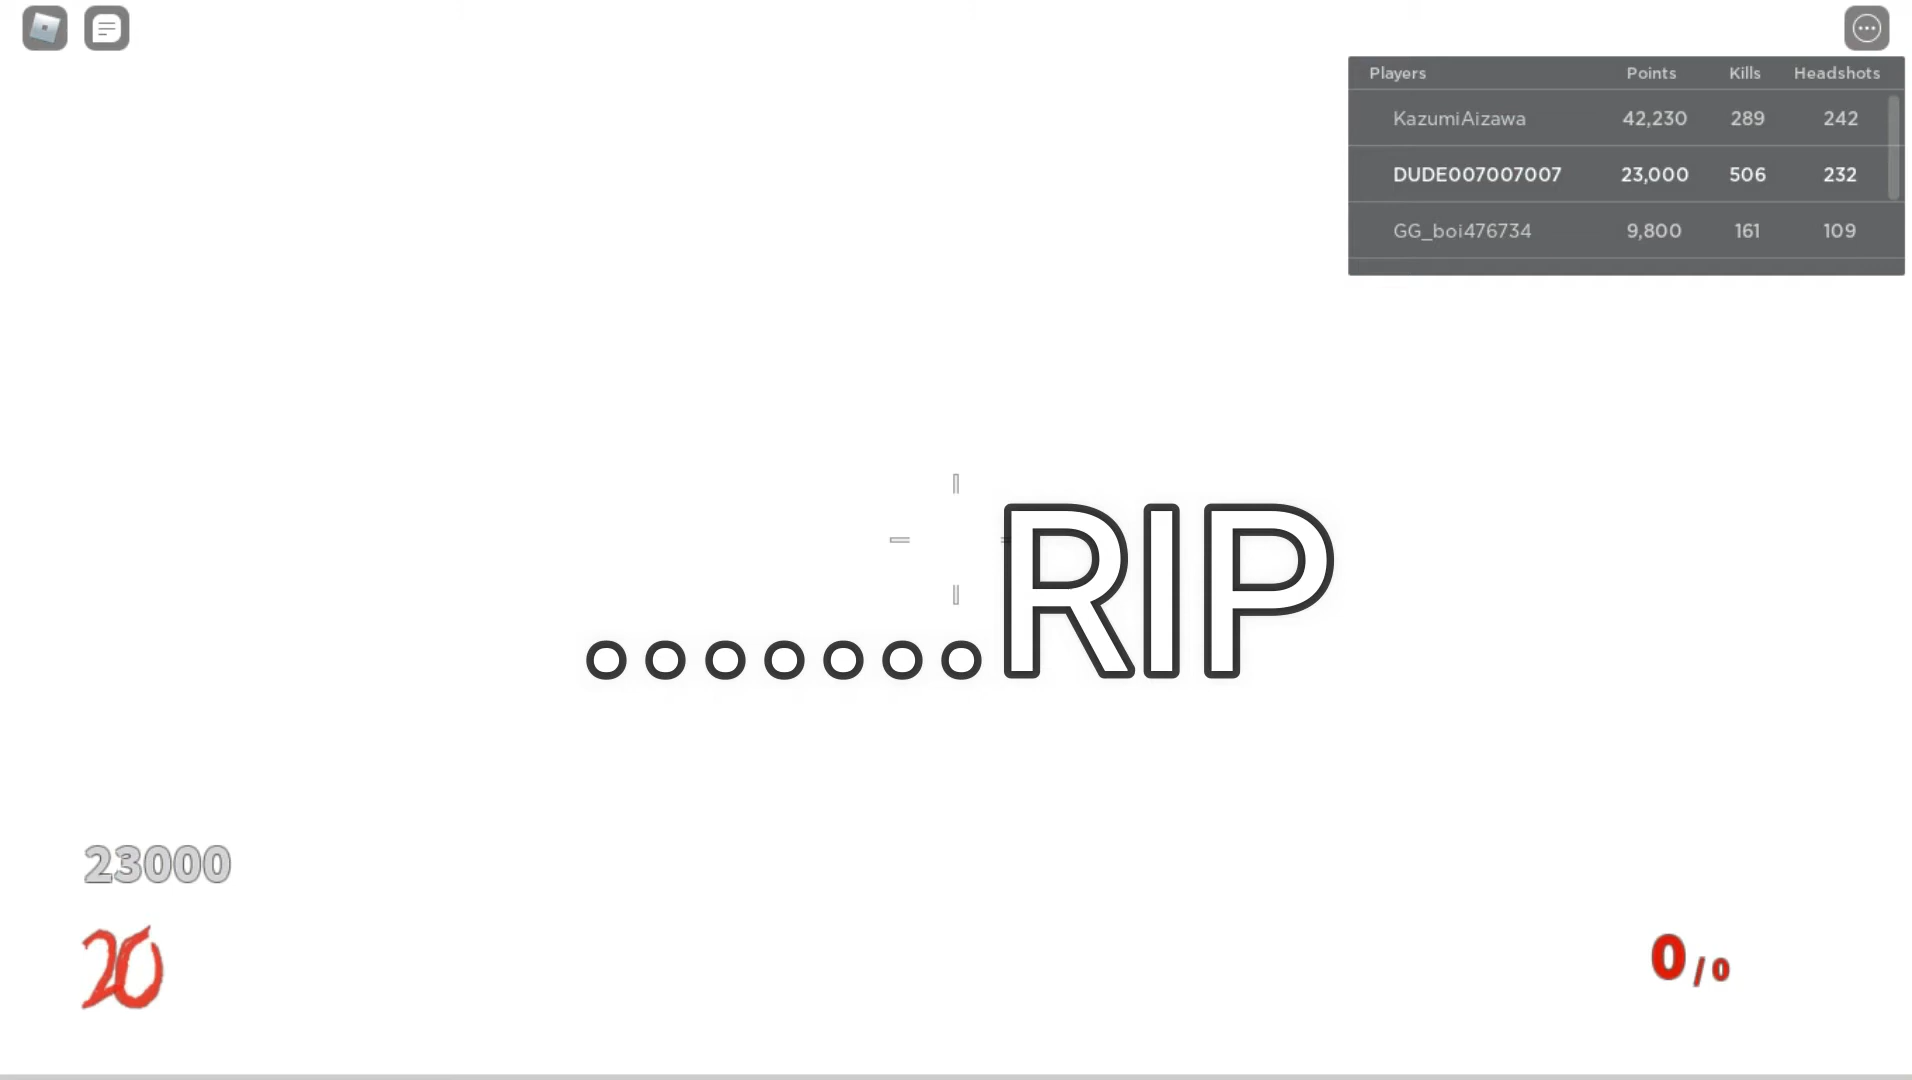 Players Points Kills Headshots
KazumiAizawa 42,230 289 242
DUDE007007007 23,000 506 232
GG_boi476734 9,800 161 109
.......RIP
23000
20
0/0